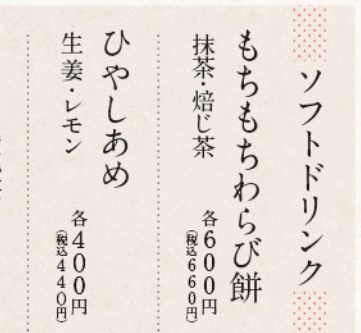 ソフトドリンク
もちもちわらび餅
抹茶・焙じ茶
各600円
(税込660円)
ひやしあめ
生姜・レモン
各400円
(税込440円)